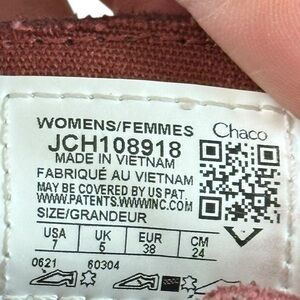 WOMENS/FEMMES Chaco
JCH108918
MADE IN VIETNAM
FABRIQUÉ AU VIETNAM
MAY BE COVERED BY US PAT
WWW.PATENTS.WWWINC.COM
SIZE/GRANDEUR
USA UK EUR CM
7 5 38 24
0621 60304